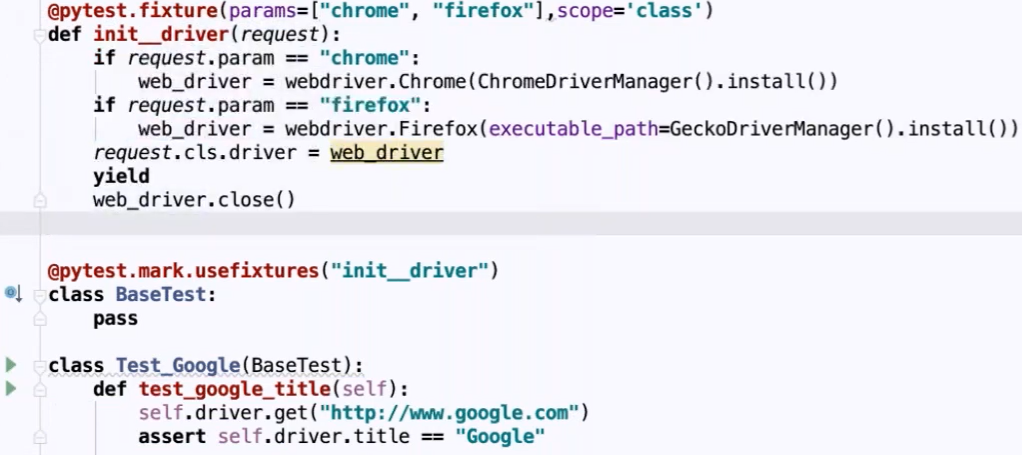 @pytest.fixture(params=["chrome", "firefox"],scope='class')
def init__driver(request):
    if request.param == "chrome":
        web_driver = webdriver.Chrome(ChromeDriverManager().install())
    if request.param == "firefox":
        web_driver = webdriver.Firefox(executable_path=GeckoDriverManager().install())
    request.cls.driver = web_driver
    yield
    web_driver.close()
@pytest.mark.usefixtures("init__driver")
class BaseTest:
    pass
class Test_Google(BaseTest):
    def test_google_title(self):
        self.driver.get("http://www.google.com")
        assert self.driver.title == "Google"